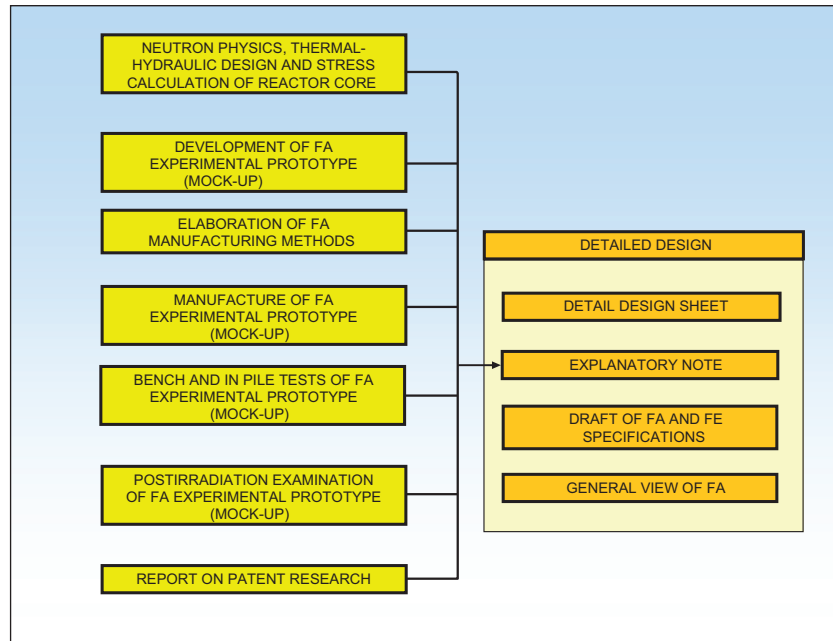 NEUTRON PHYSICS, THERMAL-
HYDRAULIC DESIGN AND STRESS
CALCULATION OF REACTOR CORE
DEVELOPMENT OF FA
EXPERIMENTAL PROTOTYPE
(MOCK-UP)
ELABORATION OF FA
MANUFACTURING METHODS
MANUFACTURE OF FA
EXPERIMENTAL PROTOTYPE
(MOCK-UP)
BENCH AND IN PILE TESTS OF FA
EXPERIMENTAL PROTOTYPE
(MOCK-UP)
POSTIRRADIATION EXAMINATION
OF FA EXPERIMENTAL PROTOTYPE
(MOCK-UP)
REPORT ON PATENT RESEARCH
DETAILED DESIGN
DETAIL DESIGN SHEET
EXPLANATORY NOTE
DRAFT OF FA AND FE
SPECIFICATIONS
GENERAL VIEW OF FA